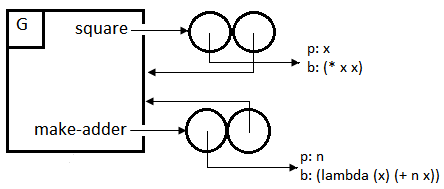 G
square
p: x
b: (* x x)
make-adder
p: n
b: (lambda (x) (+ n x))